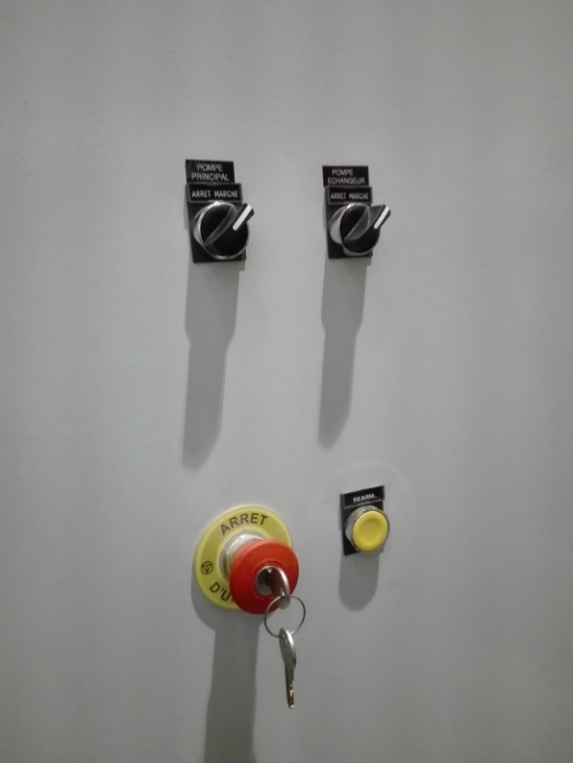 POMPE
PRINCIPAL
ARRET MARCHE
POMPE
ECHANGEUR
ARRET MARCHE
ARRET
REARM.